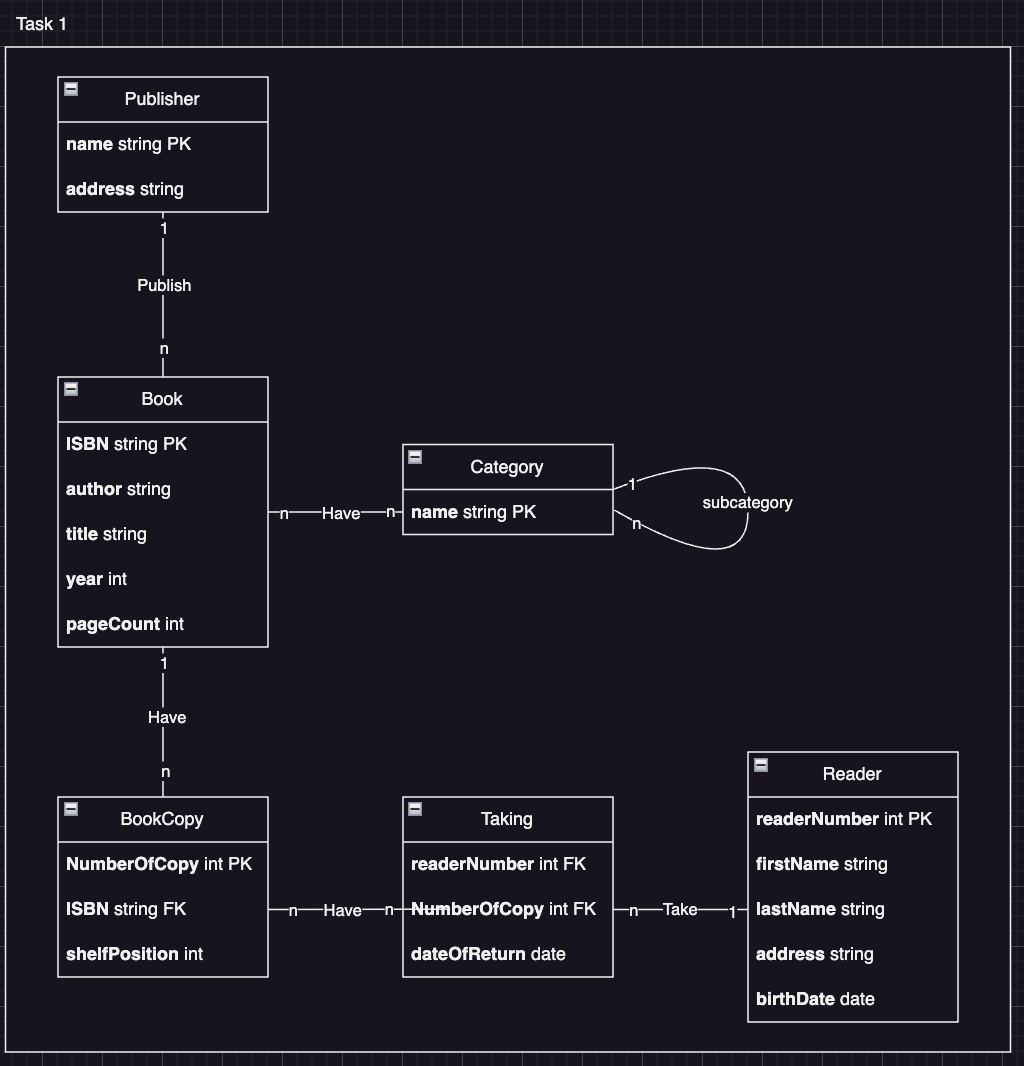 Task 1
Publisher
name string PK
address string
1
Publish
n
Book
ISBN string PK
author string
title string
year int
pageCount int
n Have n
Category
name string PK
1
subcategory
n
1
Have
n
BookCopy
NumberOfCopy int PK
ISBN string FK
shelfPosition int
n Have n
Taking
readerNumber int FK
NumberOfCopy int FK
dateOfReturn date
n Take 1
Reader
readerNumber int PK
firstName string
lastName string
address string
birthDate date